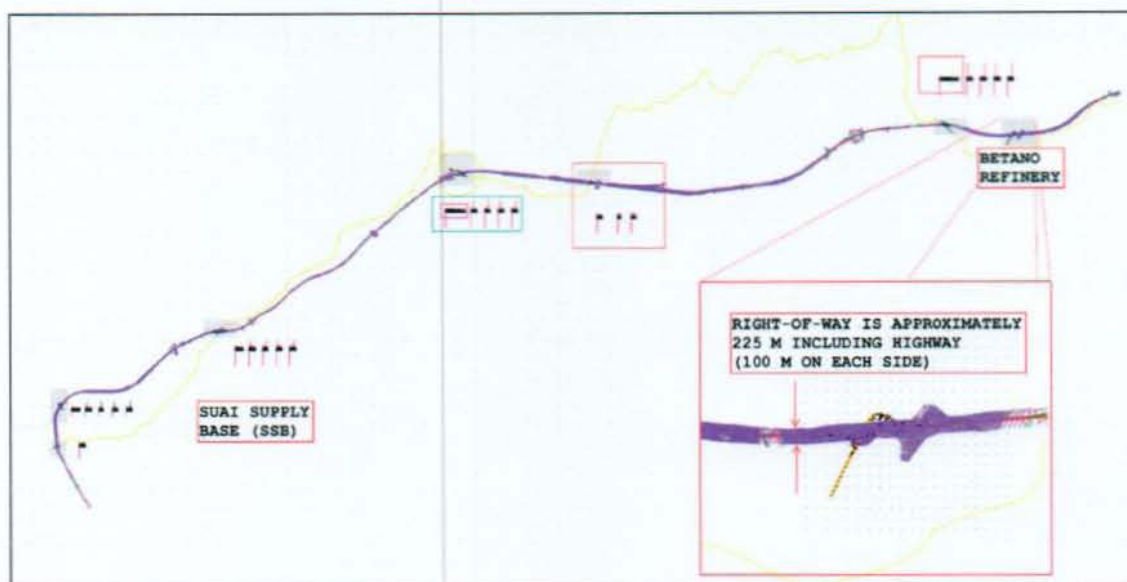 BETANO
REFINERY
RIGHT-OF-WAY IS APPROXIMATELY
225 M INCLUDING HIGHWAY
(100 M ON EACH SIDE)
SUAI SUPPLY
BASE (SSB)